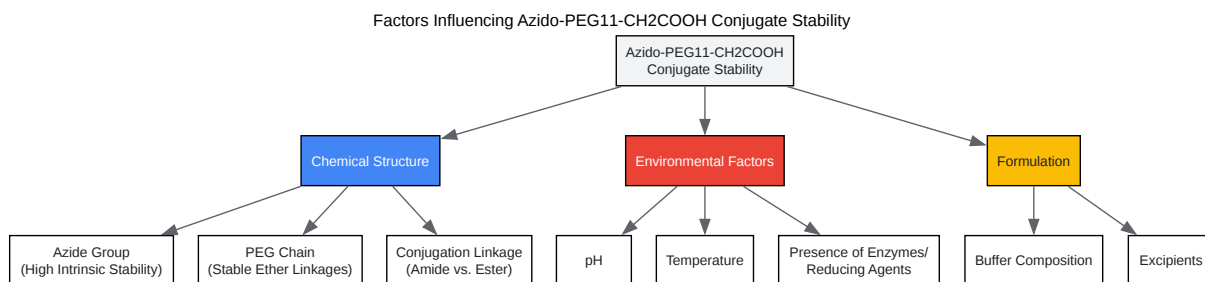 Factors Influencing Azido-PEG11-CH2COOH Conjugate Stability
Azido-PEG11-CH2COOH
Conjugate Stability
Chemical Structure
Environmental Factors
Formulation
Azide Group
(High Intrinsic Stability)
PEG Chain
(Stable Ether Linkages)
Conjugation Linkage
(Amide vs. Ester)
pH
Temperature
Presence of Enzymes/
Reducing Agents
Buffer Composition
Excipients